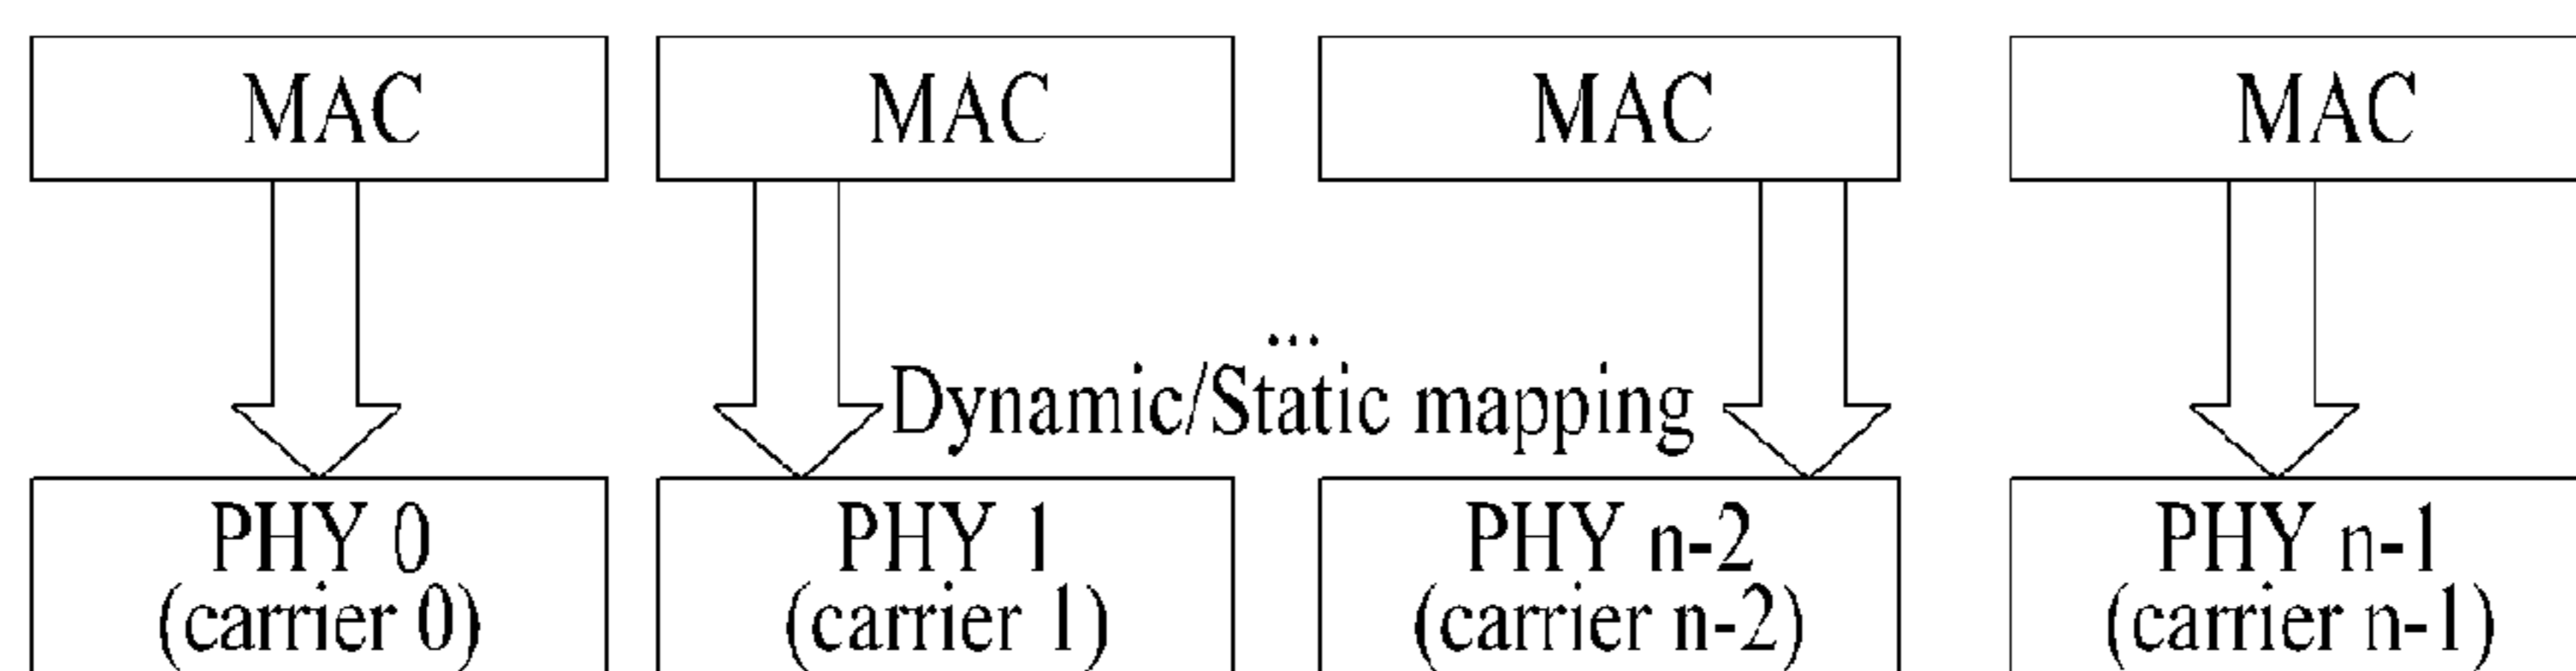 MAC MAC MAC MAC
...
Dynamic/Static mapping
PHY 0 PHY 1 PHY n-2 PHY n-1
(carrier 0) (carrier 1) (carrier n-2) (carrier n-1)